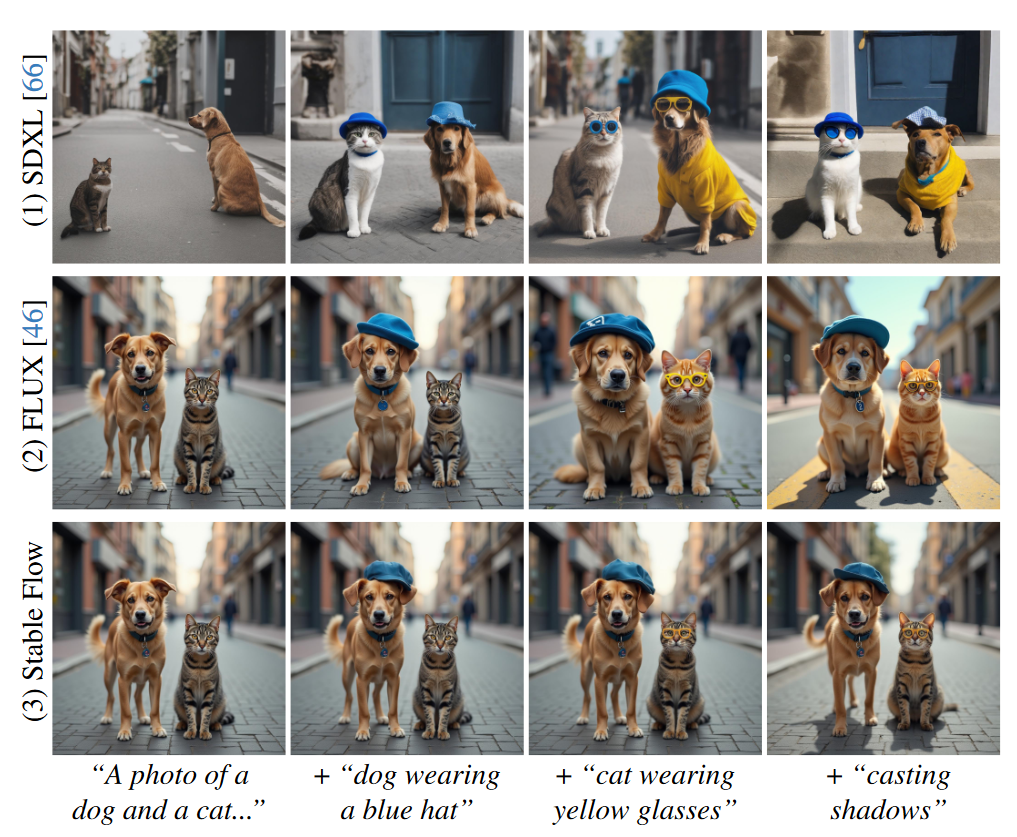 (1) SDXL [66]
(2) FLUX [46]
(3) Stable Flow
“A photo of a
dog and a cat...”
+ “dog wearing
a blue hat”
+ “cat wearing
yellow glasses”
+ “casting
shadows”